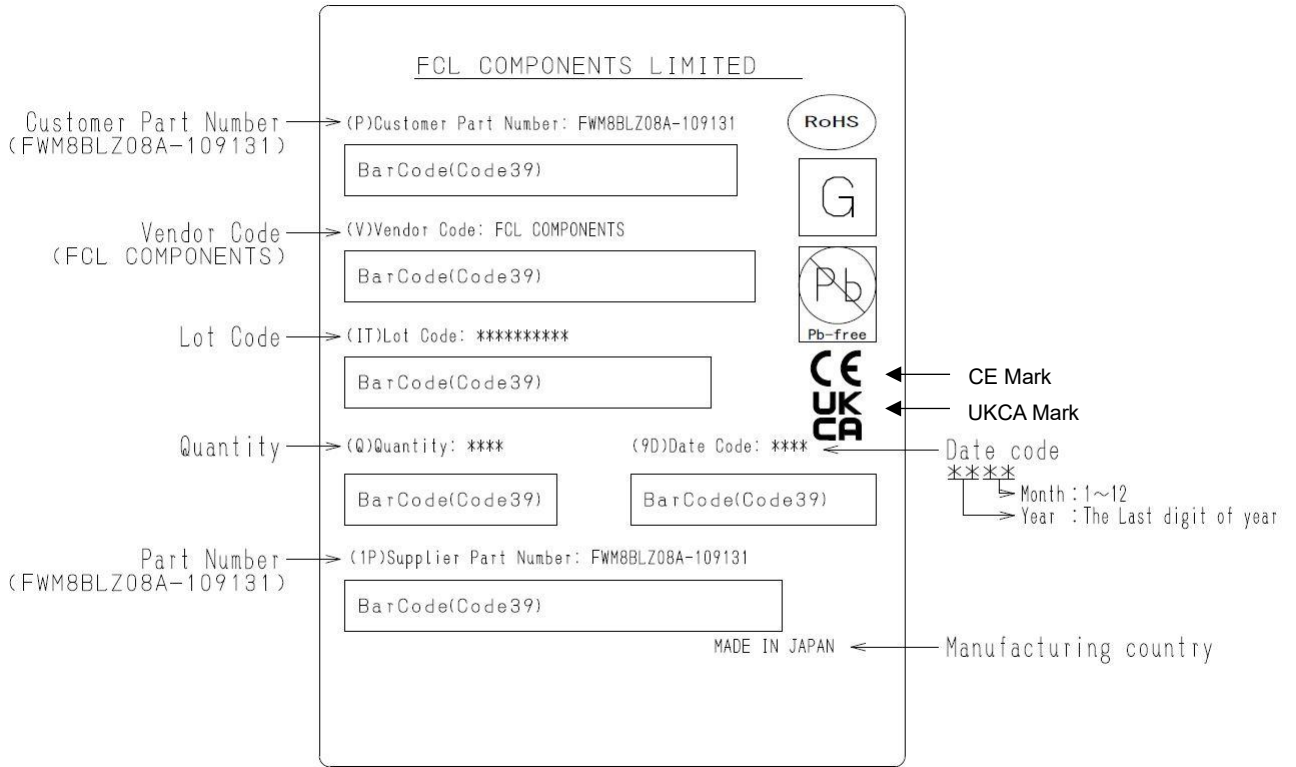 FCL COMPONENTS LIMITED
Customer Part Number
(FWM8BLZ08A-109131)
(P)Customer Part Number: FWM8BLZ08A-109131
RoHS
BarCode(Code39)
G
Vendor Code
(FCL COMPONENTS)
(V)Vendor Code: FCL COMPONENTS
BarCode(Code39)
Pb
Pb-free
Lot Code
(IT)Lot Code: **********
BarCode(Code39)
CE
CE Mark
UK
CA
UKCA Mark
Quantity
(Q)Quantity: ****
(9D)Date Code: ****
Date code
****
Month:1~12
Year :The Last digit of year
BarCode(Code39)
BarCode(Code39)
Part Number
(FWM8BLZ08A-109131)
(1P)Supplier Part Number: FWM8BLZ08A-109131
BarCode(Code39)
MADE IN JAPAN
Manufacturing country